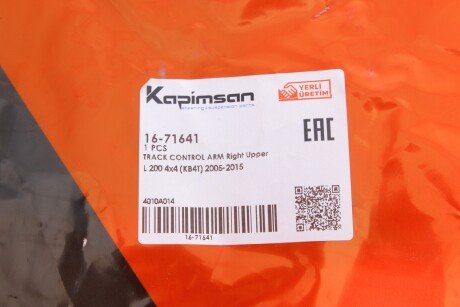 Kapimsan
steering & suspension parts
YERLİ
ÜRETİM
16-71641
1 PCS
TRACK CONTROL ARM Right Upper
L 200 4x4 (KB4T) 2005-2015
EAC
4010A014
16-71641